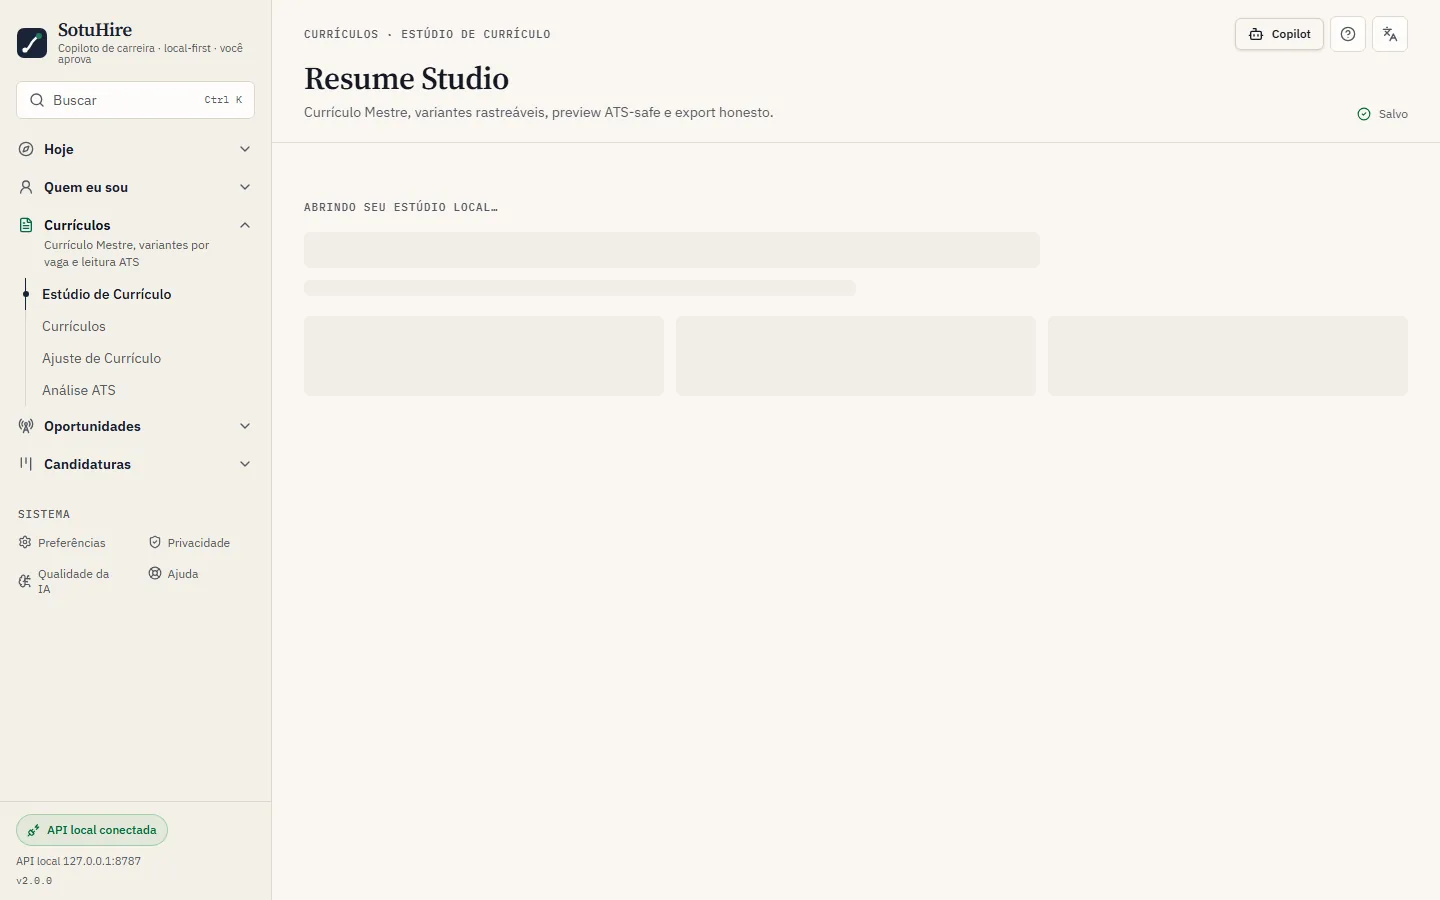 SotuHire
Copiloto de carreira · local-first · você
aprova
Buscar
Ctrl K
Hoje
Quem eu sou
Currículos
Currículo Mestre, variantes por
vaga e leitura ATS
Estúdio de Currículo
Currículos
Ajuste de Currículo
Análise ATS
Oportunidades
Candidaturas
SISTEMA
Preferências
Privacidade
Qualidade da
IA
Ajuda
API local conectada
API local 127.0.0.1:8787
v2.0.0
CURRÍCULOS · ESTÚDIO DE CURRÍCULO
Copilot
Resume Studio
Currículo Mestre, variantes rastreáveis, preview ATS-safe e export honesto.
Salvo
ABRINDO SEU ESTÚDIO LOCAL…